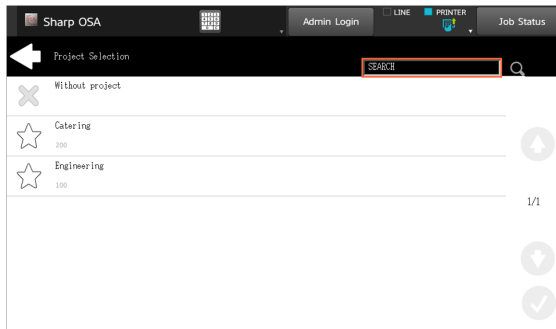 Sharp OSA
Admin Login
LINE
PRINTER
Job Status
Project Selection
SEARCH
Without project
Catering
200
Engineering
100
1/1